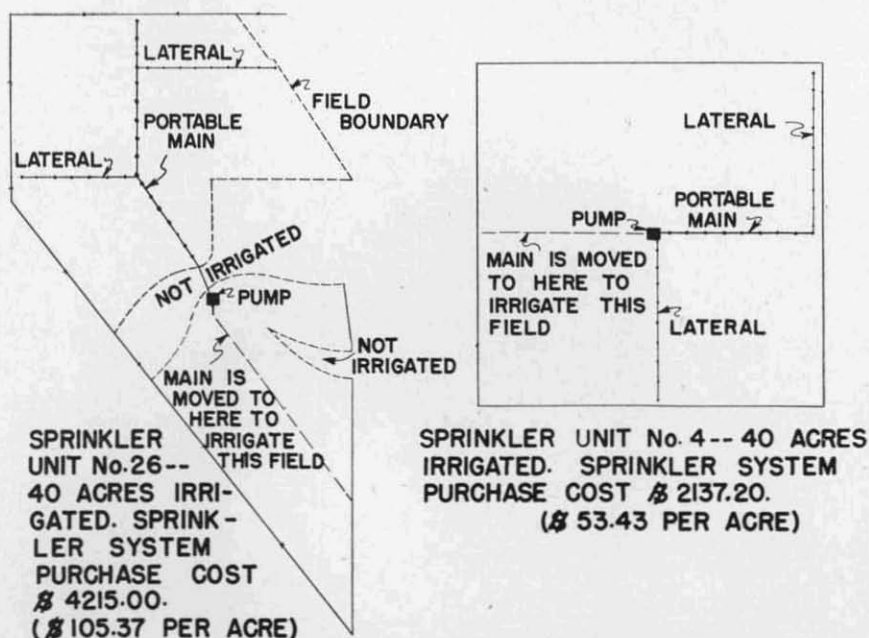 LATERAL
FIELD
BOUNDARY
PORTABLE
MAIN
LATERAL
NOT IRRIGATED
PUMP
NOT
IRRIGATED
MAIN IS
MOVED TO
HERE TO
IRRIGATE
THIS FIELD
SPRINKLER
UNIT No. 26--
40 ACRES IRRI-
GATED. SPRINK-
LER SYSTEM
PURCHASE COST
$ 4215.00.
($ 105.37 PER ACRE)
LATERAL
PORTABLE
MAIN
PUMP
MAIN IS MOVED
TO HERE TO
IRRIGATE THIS
FIELD
LATERAL
SPRINKLER UNIT No. 4-- 40 ACRES
IRRIGATED. SPRINKLER SYSTEM
PURCHASE COST $ 2137.20.
($ 53.43 PER ACRE)